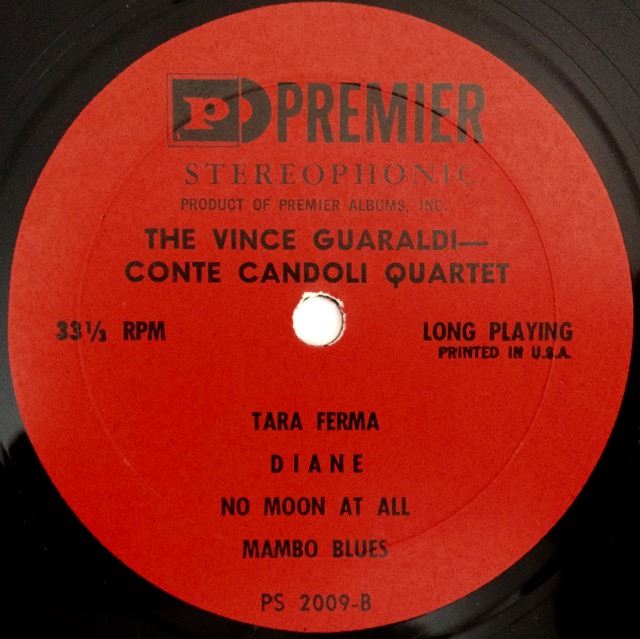 P PREMIER
STEREOPHONIC
PRODUCT OF PREMIER ALBUMS, INC.
THE VINCE GUARALDI—
CONTE CANDOLI QUARTET
33⅓ RPM
LONG PLAYING
PRINTED IN U.S.A.
TARA FERMA
DIANE
NO MOON AT ALL
MAMBO BLUES
PS 2009-B